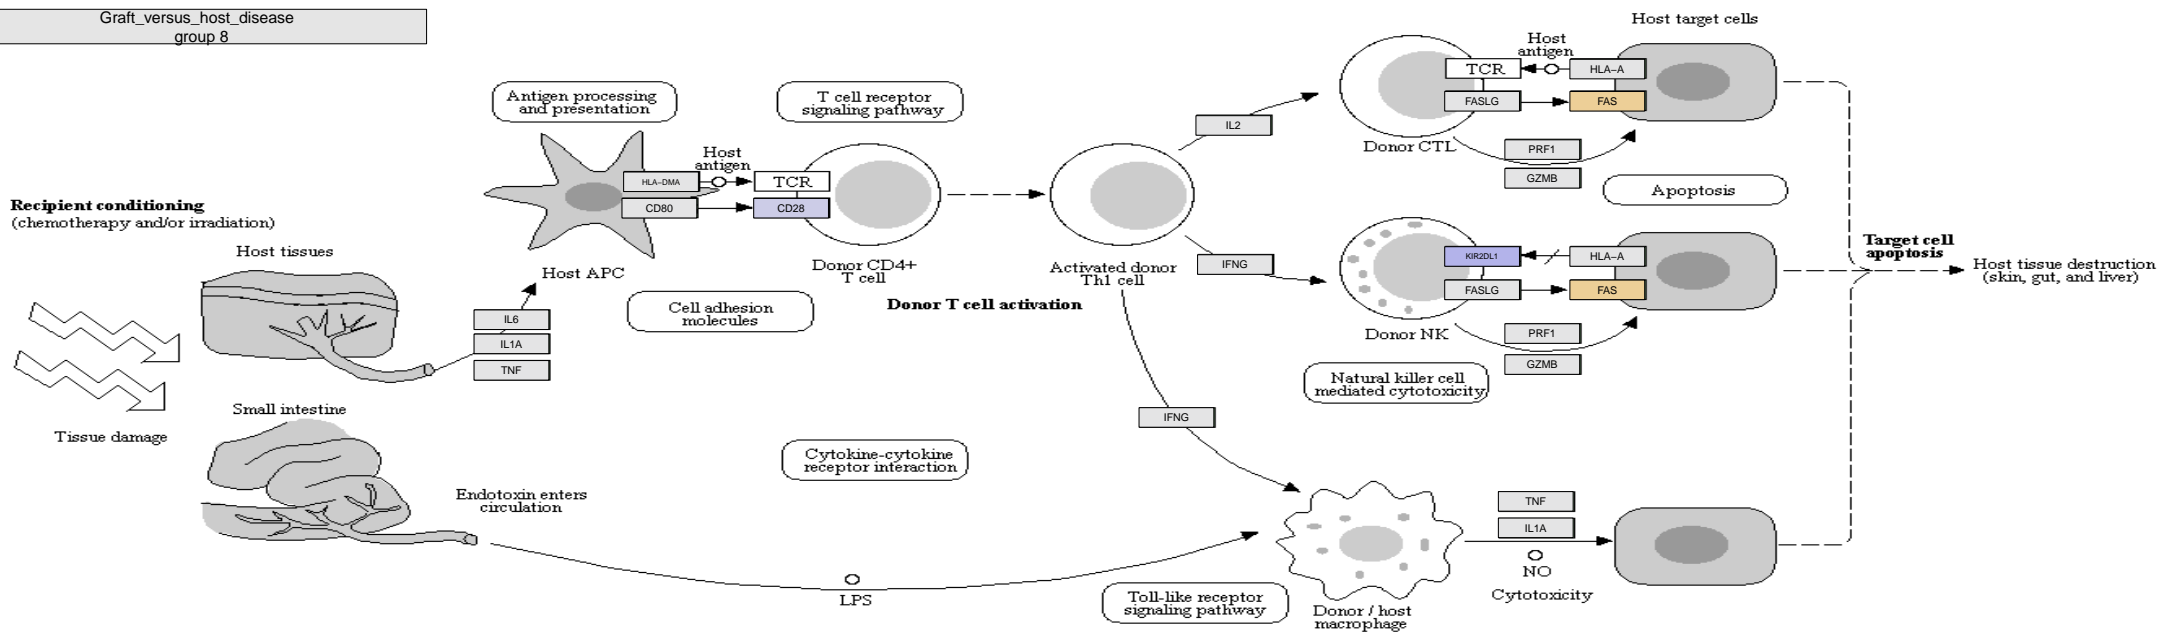 Graft_versus_host_disease
group 8
Recipient conditioning
(chemotherapy and/or irradiation)
Host tissues
Tissue damage
Small intestine
Endotoxin enters
circulation
IL6
IL1A
TNF
Antigen processing
and presentation
Host APC
HLA−DMA
CD80
Host
antigen
T cell receptor
signaling pathway
TCR
CD28
Donor CD4+
T cell
Cell adhesion
molecules
Donor T cell activation
Cytokine-cytokine
receptor interaction
LPS
Activated donor
Th1 cell
IL2
IFNG
IFNG
Host target cells
Host
antigen
TCR
HLA−A
FASLG
FAS
Donor CTL
PRF1
GZMB
Apoptosis
KIR2DL1
HLA−A
FASLG
FAS
Donor NK
PRF1
GZMB
Natural killer cell
mediated cytotoxicity
Target cell
apoptosis
Host tissue destruction
(skin, gut, and liver)
TNF
IL1A
NO
Cytotoxicity
Toll-like receptor
signaling pathway
Donor / host
macrophage